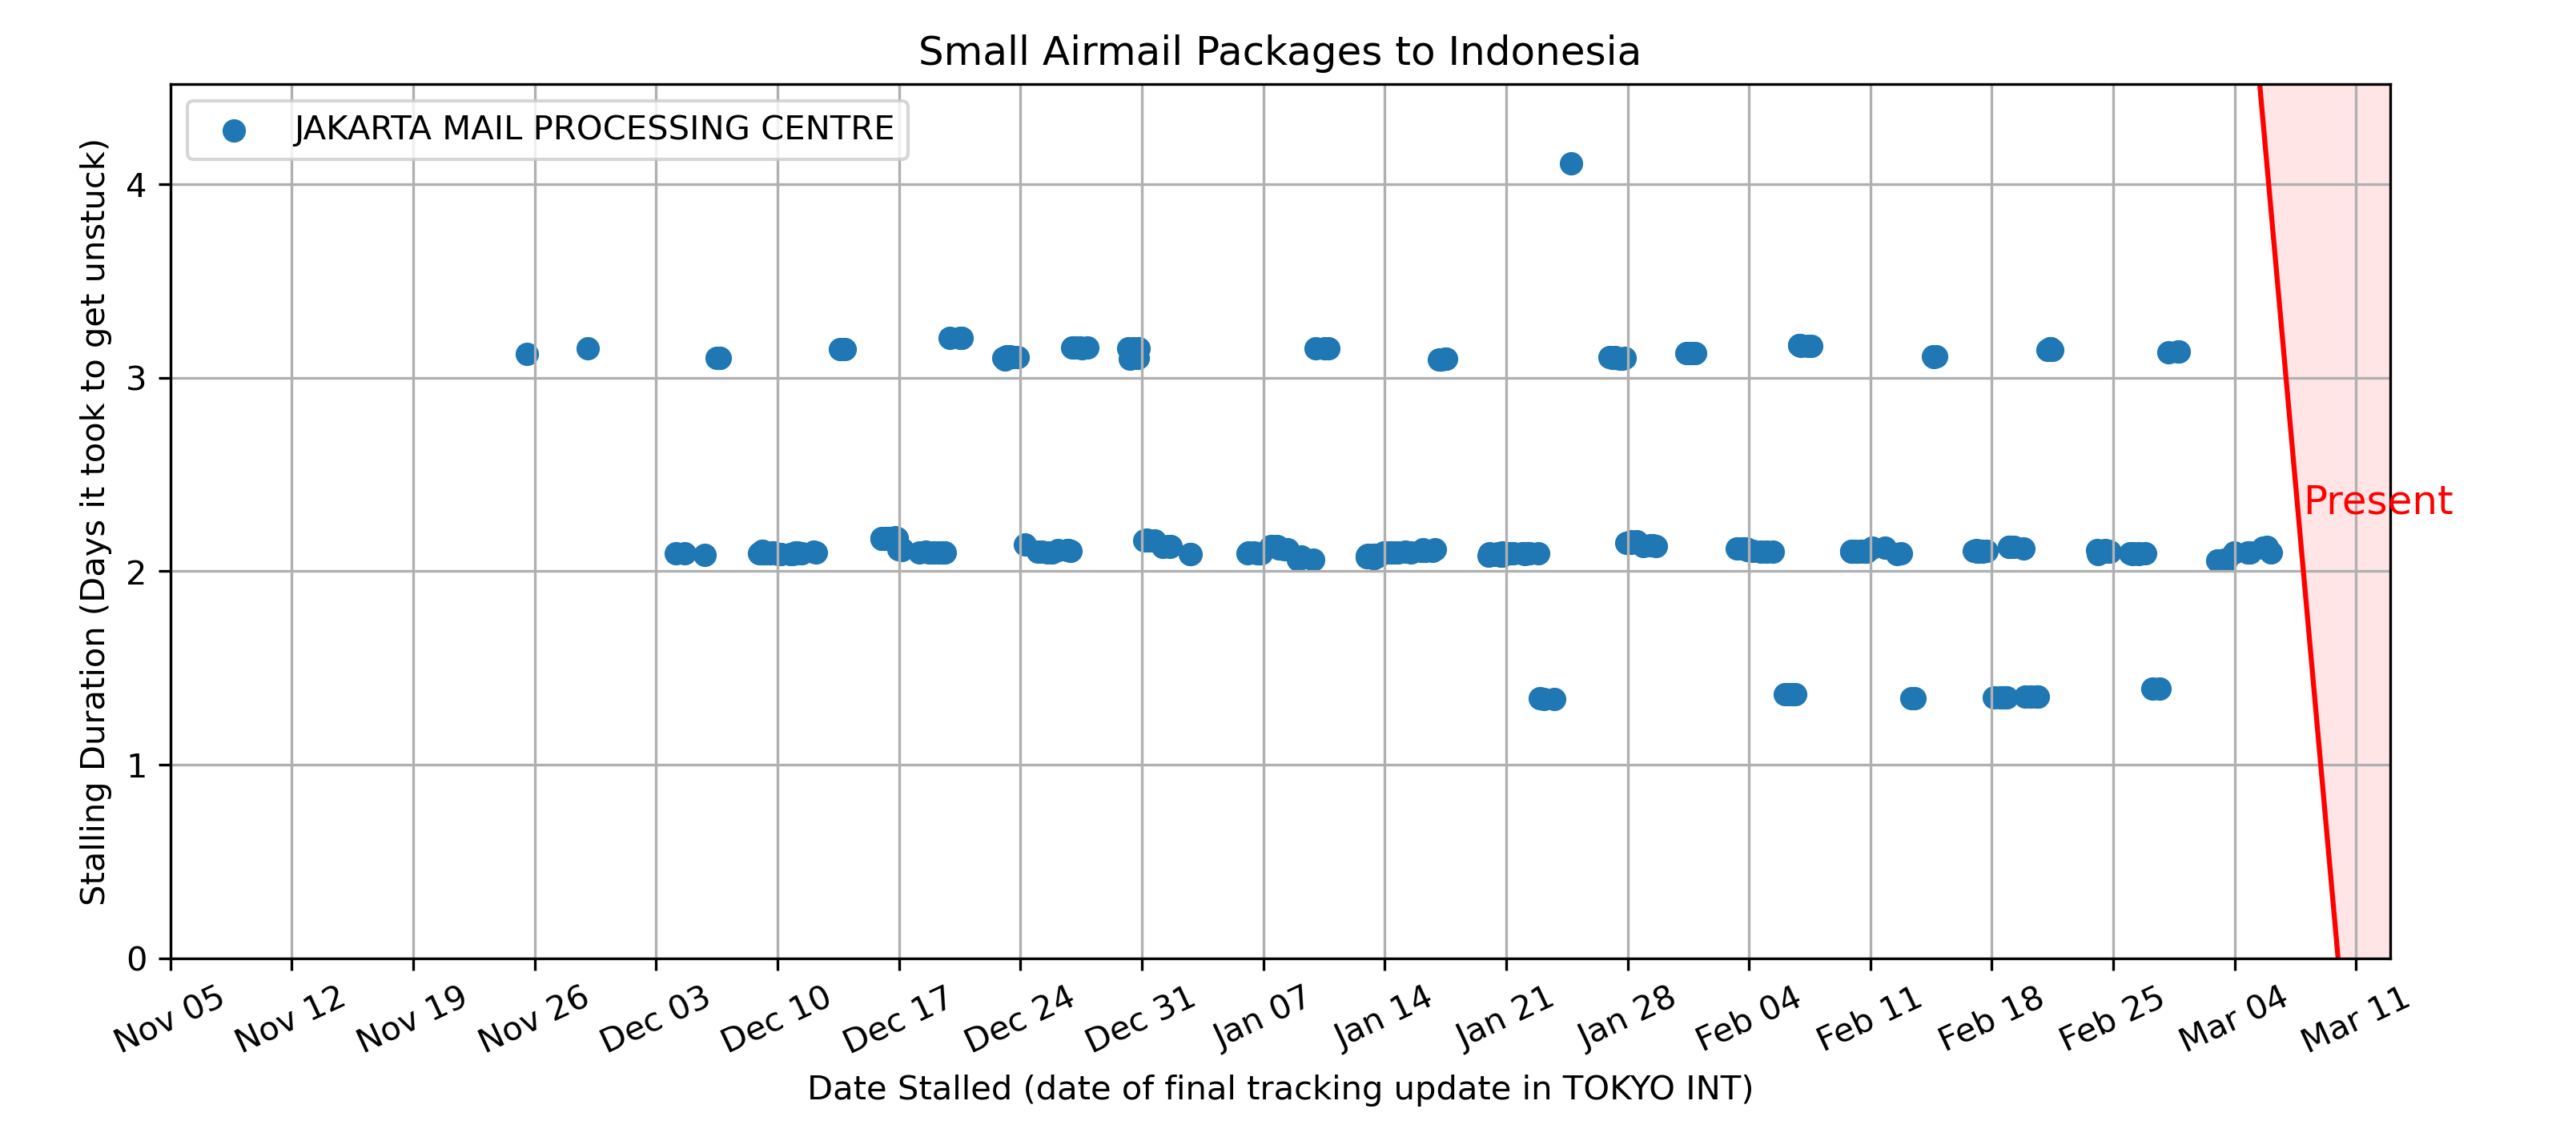 Small Airmail Packages to Indonesia
JAKARTA MAIL PROCESSING CENTRE
Stalling Duration (Days it took to get unstuck)
4
3
2
1
0
Present
Nov 05
Nov 12
Nov 19
Nov 26
Dec 03
Dec 10
Dec 17
Dec 24
Dec 31
Jan 07
Jan 14
Jan 21
Jan 28
Feb 04
Feb 11
Feb 18
Feb 25
Mar 04
Mar 11
Date Stalled (date of final tracking update in TOKYO INT)